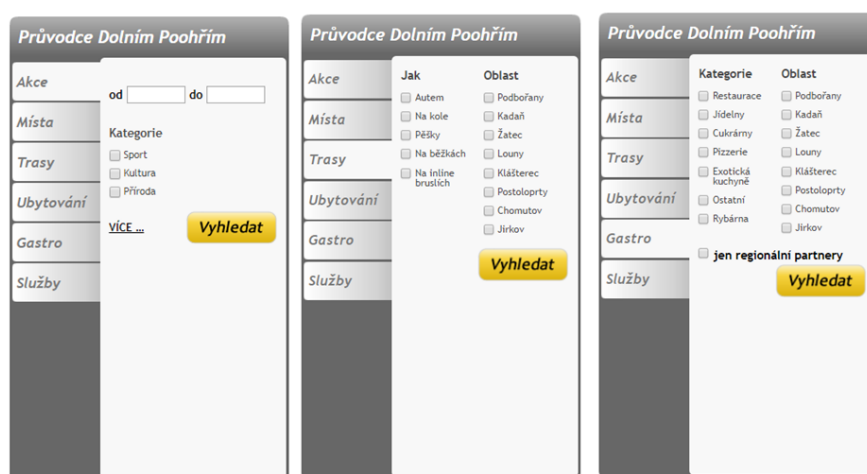 Průvodce Dolním Poohřím
Akce
Místa
Trasy
Ubytování
Gastro
Služby
od do
Kategorie
Sport
Kultura
Příroda
VÍCE ...
Vyhledat
Průvodce Dolním Poohřím
Akce
Místa
Trasy
Ubytování
Gastro
Služby
Jak
Autem
Na kole
Pěšky
Na běžkách
Na inline
bruslích
Oblast
Podbořany
Kadaň
Žatec
Louny
Klášterec
Postoloprty
Chomutov
Jirkov
Vyhledat
Průvodce Dolním Poohřím
Akce
Místa
Trasy
Ubytování
Gastro
Služby
Kategorie
Restaurace
Jídelny
Cukrárny
Pizzerie
Exotická
kuchyně
Ostatní
Rybárna
Oblast
Podbořany
Kadaň
Žatec
Louny
Klášterec
Postoloprty
Chomutov
Jirkov
jen regionální partnery
Vyhledat